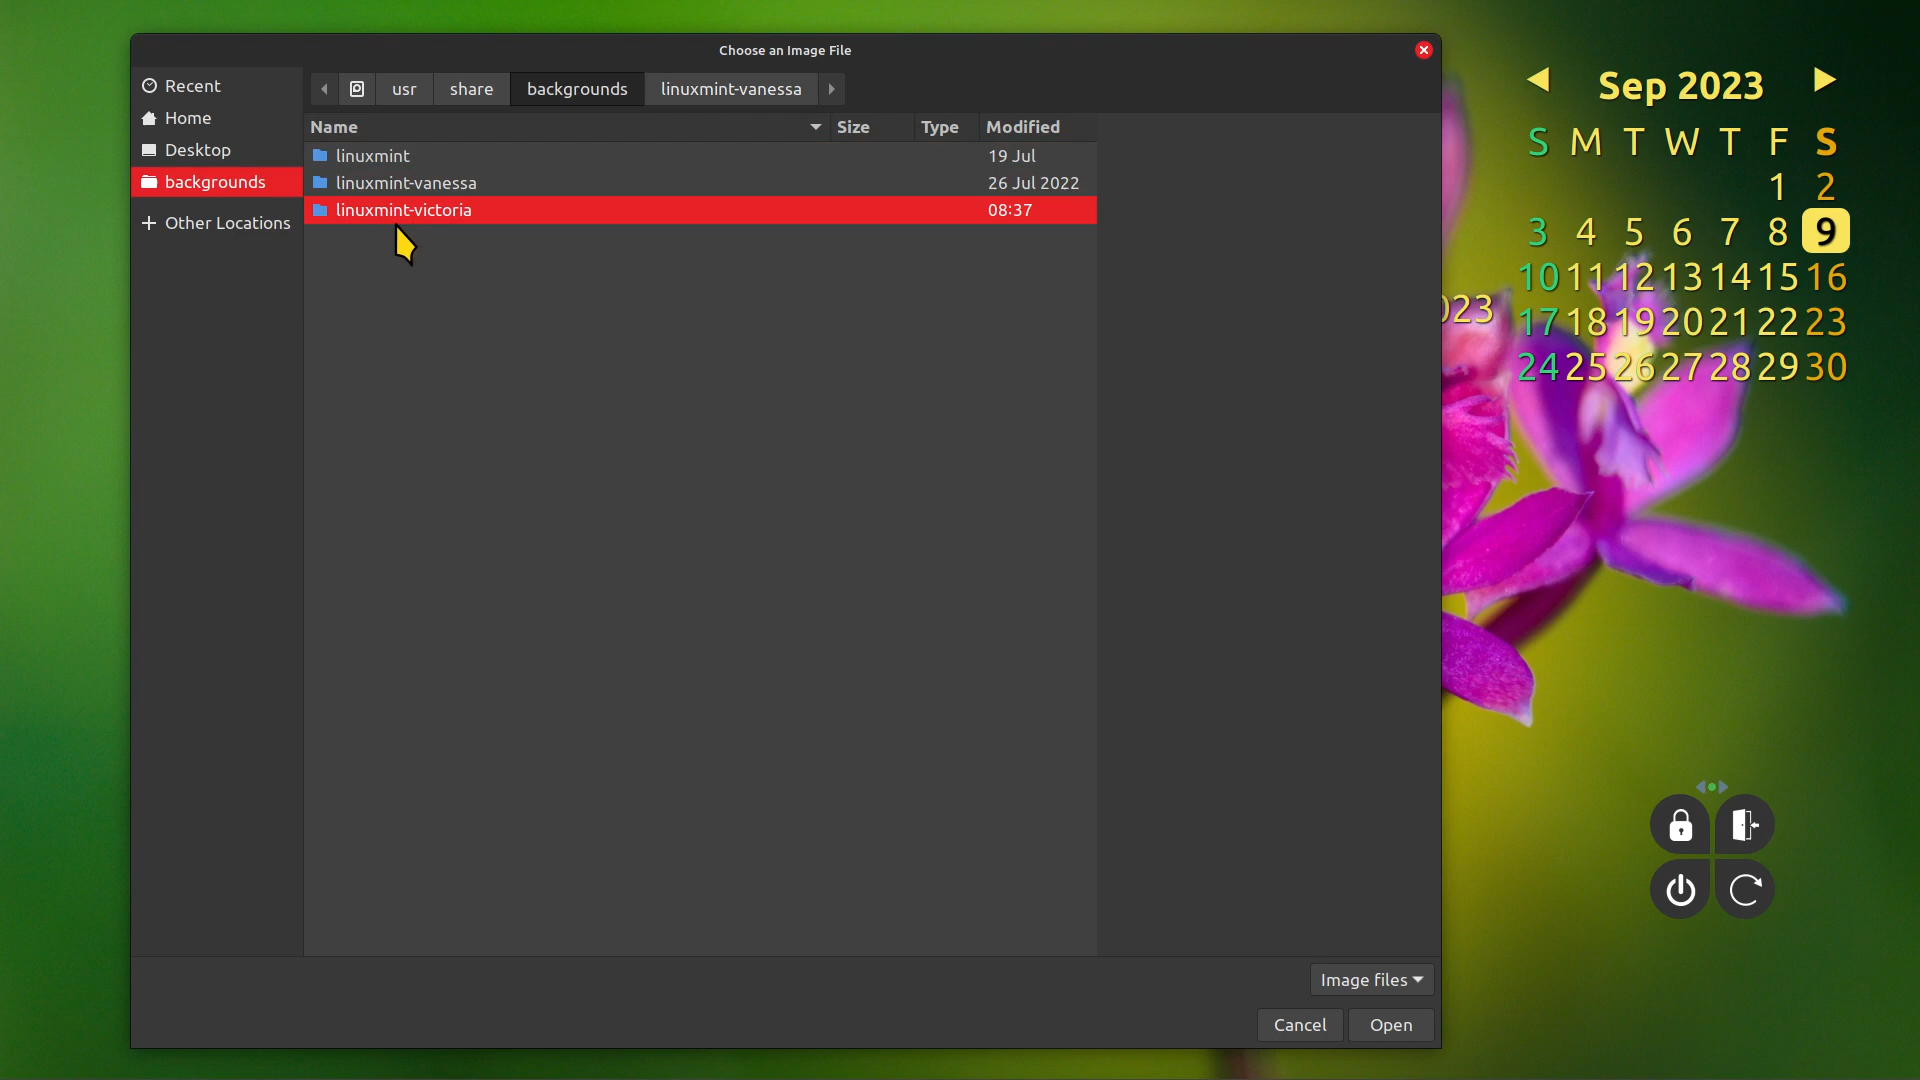 Choose an Image File
Recent
Home
Desktop
backgrounds
Other Locations
usr share backgrounds linuxmint-vanessa
Name Size Type Modified
linuxmint 19 Jul
linuxmint-vanessa 26 Jul 2022
linuxmint-victoria 08:37
Image files
Cancel Open
023
Sep 2023
S M T W T F S
1 2
3 4 5 6 7 8 9
10 11 12 13 14 15 16
17 18 19 20 21 22 23
24 25 26 27 28 29 30